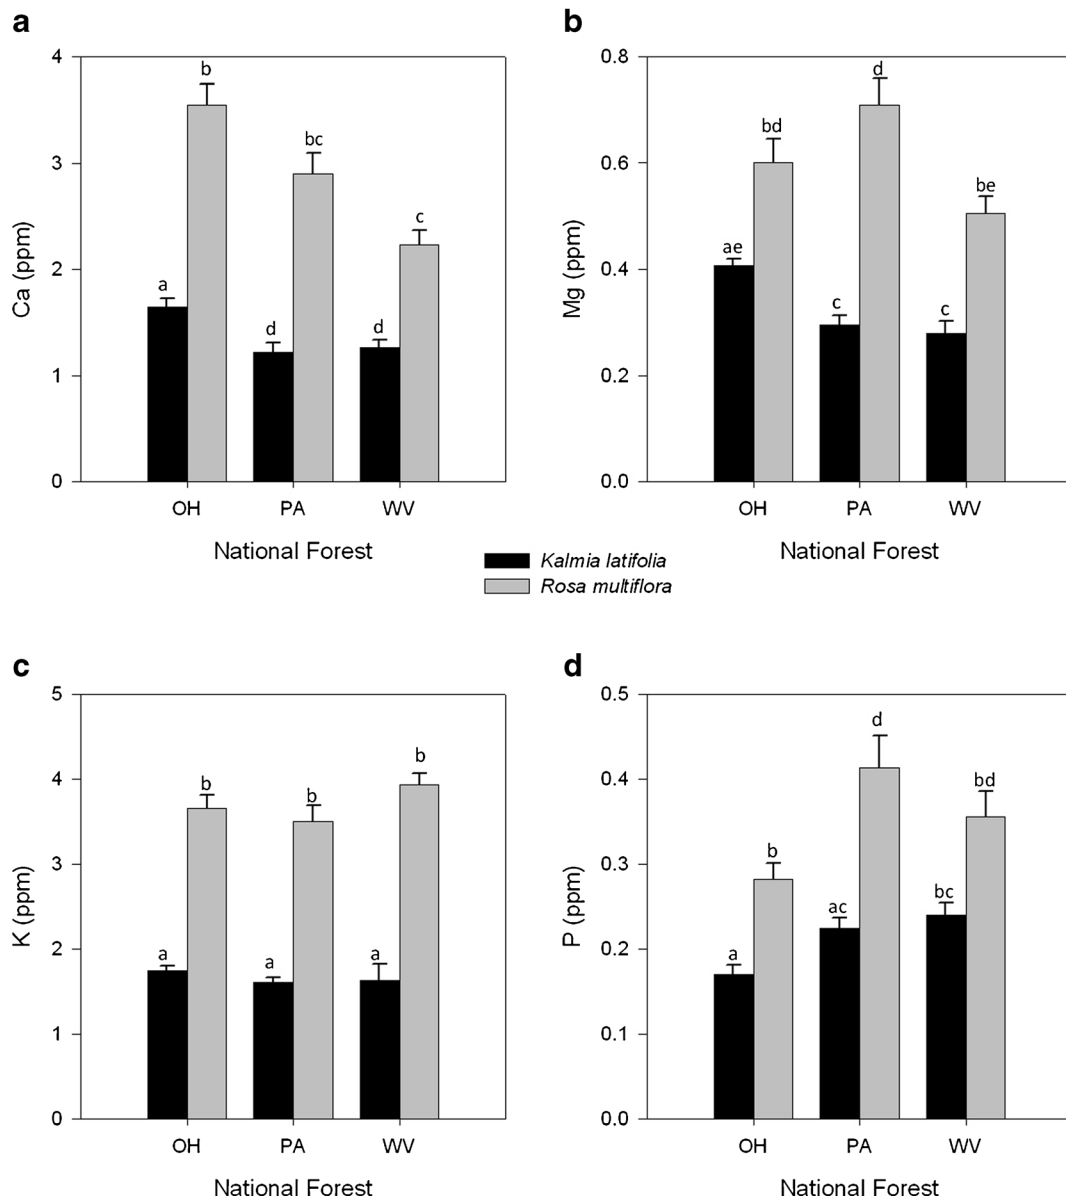 a
4
3
2
1
0
Ca (ppm)
a b d bc d c
OH PA WV
National Forest
b
0.8
0.6
0.4
0.2
0.0
Mg (ppm)
ae bd c d c be
OH PA WV
National Forest
Kalmia latifolia
Rosa multiflora
c
5
4
3
2
1
0
K (ppm)
a b a b a b
OH PA WV
National Forest
d
0.5
0.4
0.3
0.2
0.1
0.0
P (ppm)
a b ac d bc bd
OH PA WV
National Forest